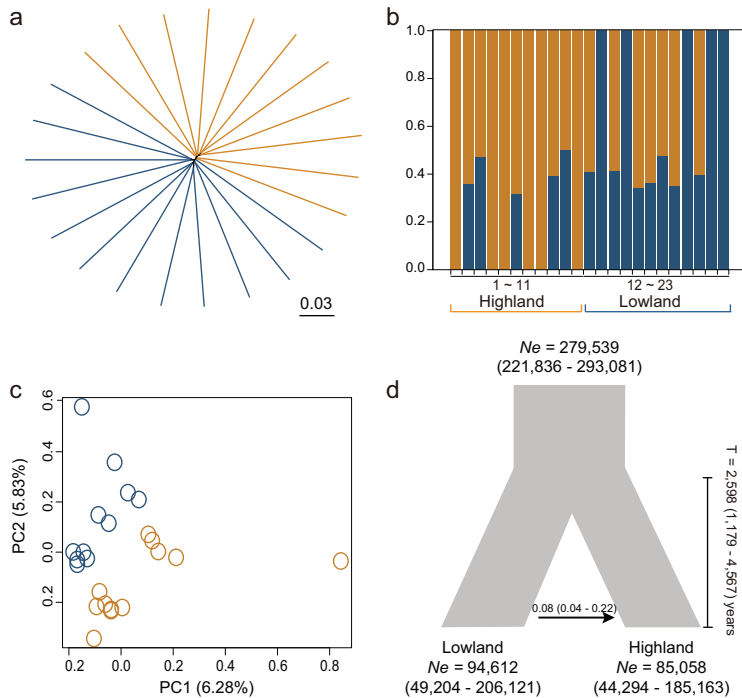 a
0.03
b
1.0
0.8
0.6
0.4
0.2
0.0
1 ~ 11
12 ~ 23
Highland
Lowland
c
PC2 (5.83%)
0.6
0.4
0.2
0.0
0.2
0.2
0.0
0.2
0.4
0.6
0.8
PC1 (6.28%)
d
Ne = 279,539
(221,836 - 293,081)
T = 2,598 (1,179 - 4,567) years
0.08 (0.04 - 0.22)
Lowland
Ne = 94,612
(49,204 - 206,121)
Highland
Ne = 85,058
(44,294 - 185,163)